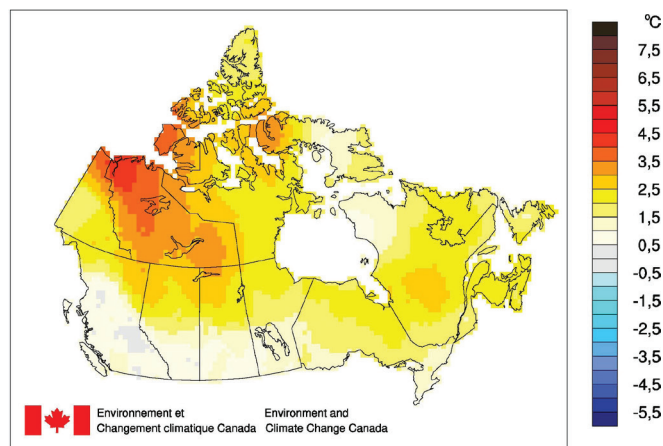 °C
7,5
6,5
5,5
4,5
3,5
2,5
1,5
0,5
-0,5
-1,5
-2,5
-3,5
-4,5
-5,5
Environnement et
Changement climatique Canada
Environment and
Climate Change Canada